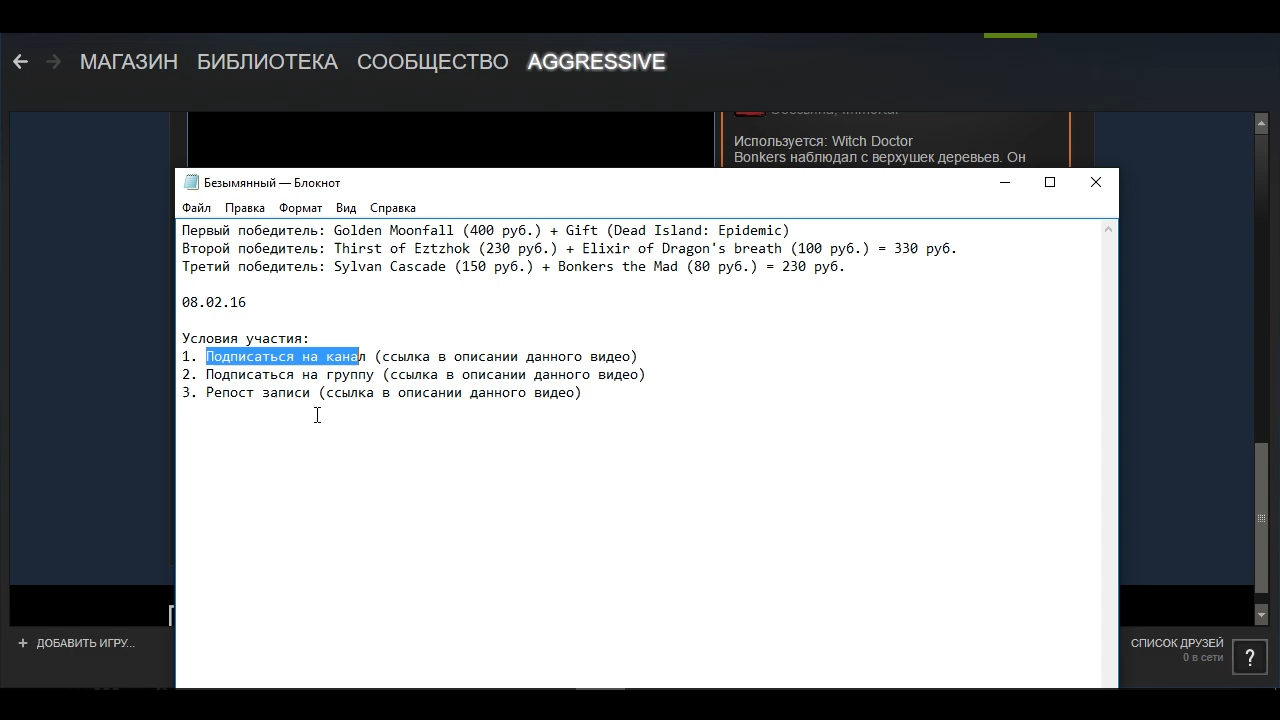 МАГАЗИН БИБЛИОТЕКА СООБЩЕСТВО AGGRESSIVE
Используется: Witch Doctor
Bonkers наблюдал с верхушек деревьев. Он
Безымянный — Блокнот
Файл Правка Формат Вид Справка
Первый победитель: Golden Moonfall (400 руб.) + Gift (Dead Island: Epidemic)
Второй победитель: Thirst of Eztzhok (230 руб.) + Elixir of Dragon's breath (100 руб.) = 330 руб.
Третий победитель: Sylvan Cascade (150 руб.) + Bonkers the Mad (80 руб.) = 230 руб.
08.02.16
Условия участия:
1. Подписаться на канал (ссылка в описании данного видео)
2. Подписаться на группу (ссылка в описании данного видео)
3. Репост записи (ссылка в описании данного видео)
+ ДОБАВИТЬ ИГРУ...
СПИСОК ДРУЗЕЙ
0 в сети
?